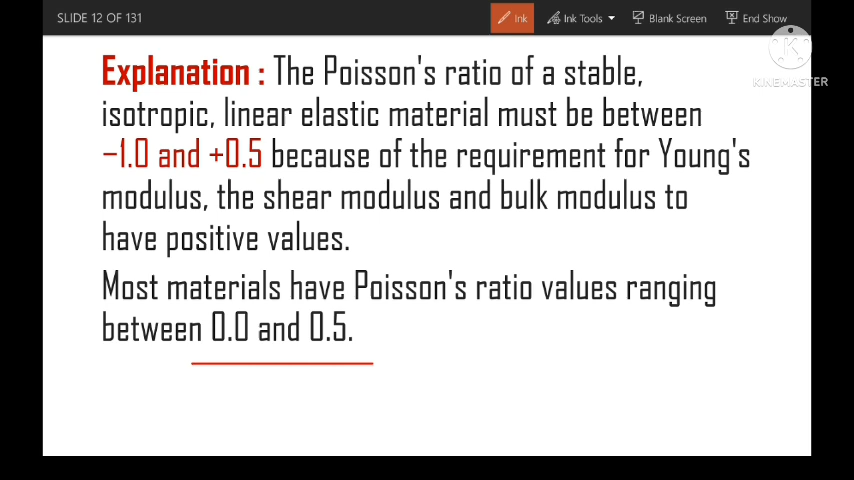 SLIDE 12 OF 131
Ink
Ink Tools
Blank Screen
End Show
K
KINEMASTER
Explanation : The Poisson's ratio of a stable,
isotropic, linear elastic material must be between
−1.0 and +0.5 because of the requirement for Young's
modulus, the shear modulus and bulk modulus to
have positive values.
Most materials have Poisson's ratio values ranging
between 0.0 and 0.5.